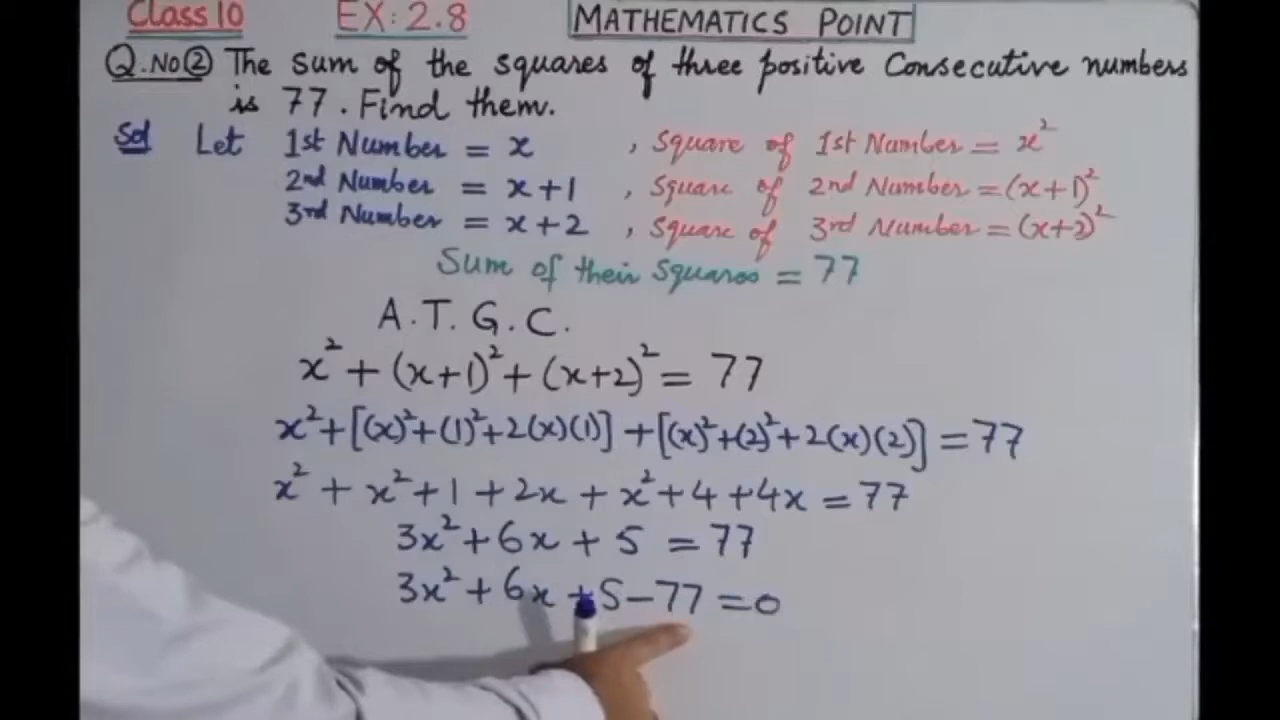 Class 10 EX: 2.8 MATHEMATICS POINT
Q.No② The sum of the squares of three positive Consecutive numbers
is 77. Find them.
Sol Let 1st Number = x , Square of 1st Number = x²
2nd Number = x+1 , Square of 2nd Number = (x+1)²
3rd Number = x+2 , Square of 3rd Number = (x+2)²
Sum of their Squares = 77
A.T.G.C.
x² + (x+1)² + (x+2)² = 77
x² + [(x)²+(1)²+2(x)(1)] + [(x)²+(2)²+2(x)(2)] = 77
x² + x² + 1 + 2x + x² + 4 + 4x = 77
3x² + 6x + 5 = 77
3x² + 6x + 5 - 77 = 0